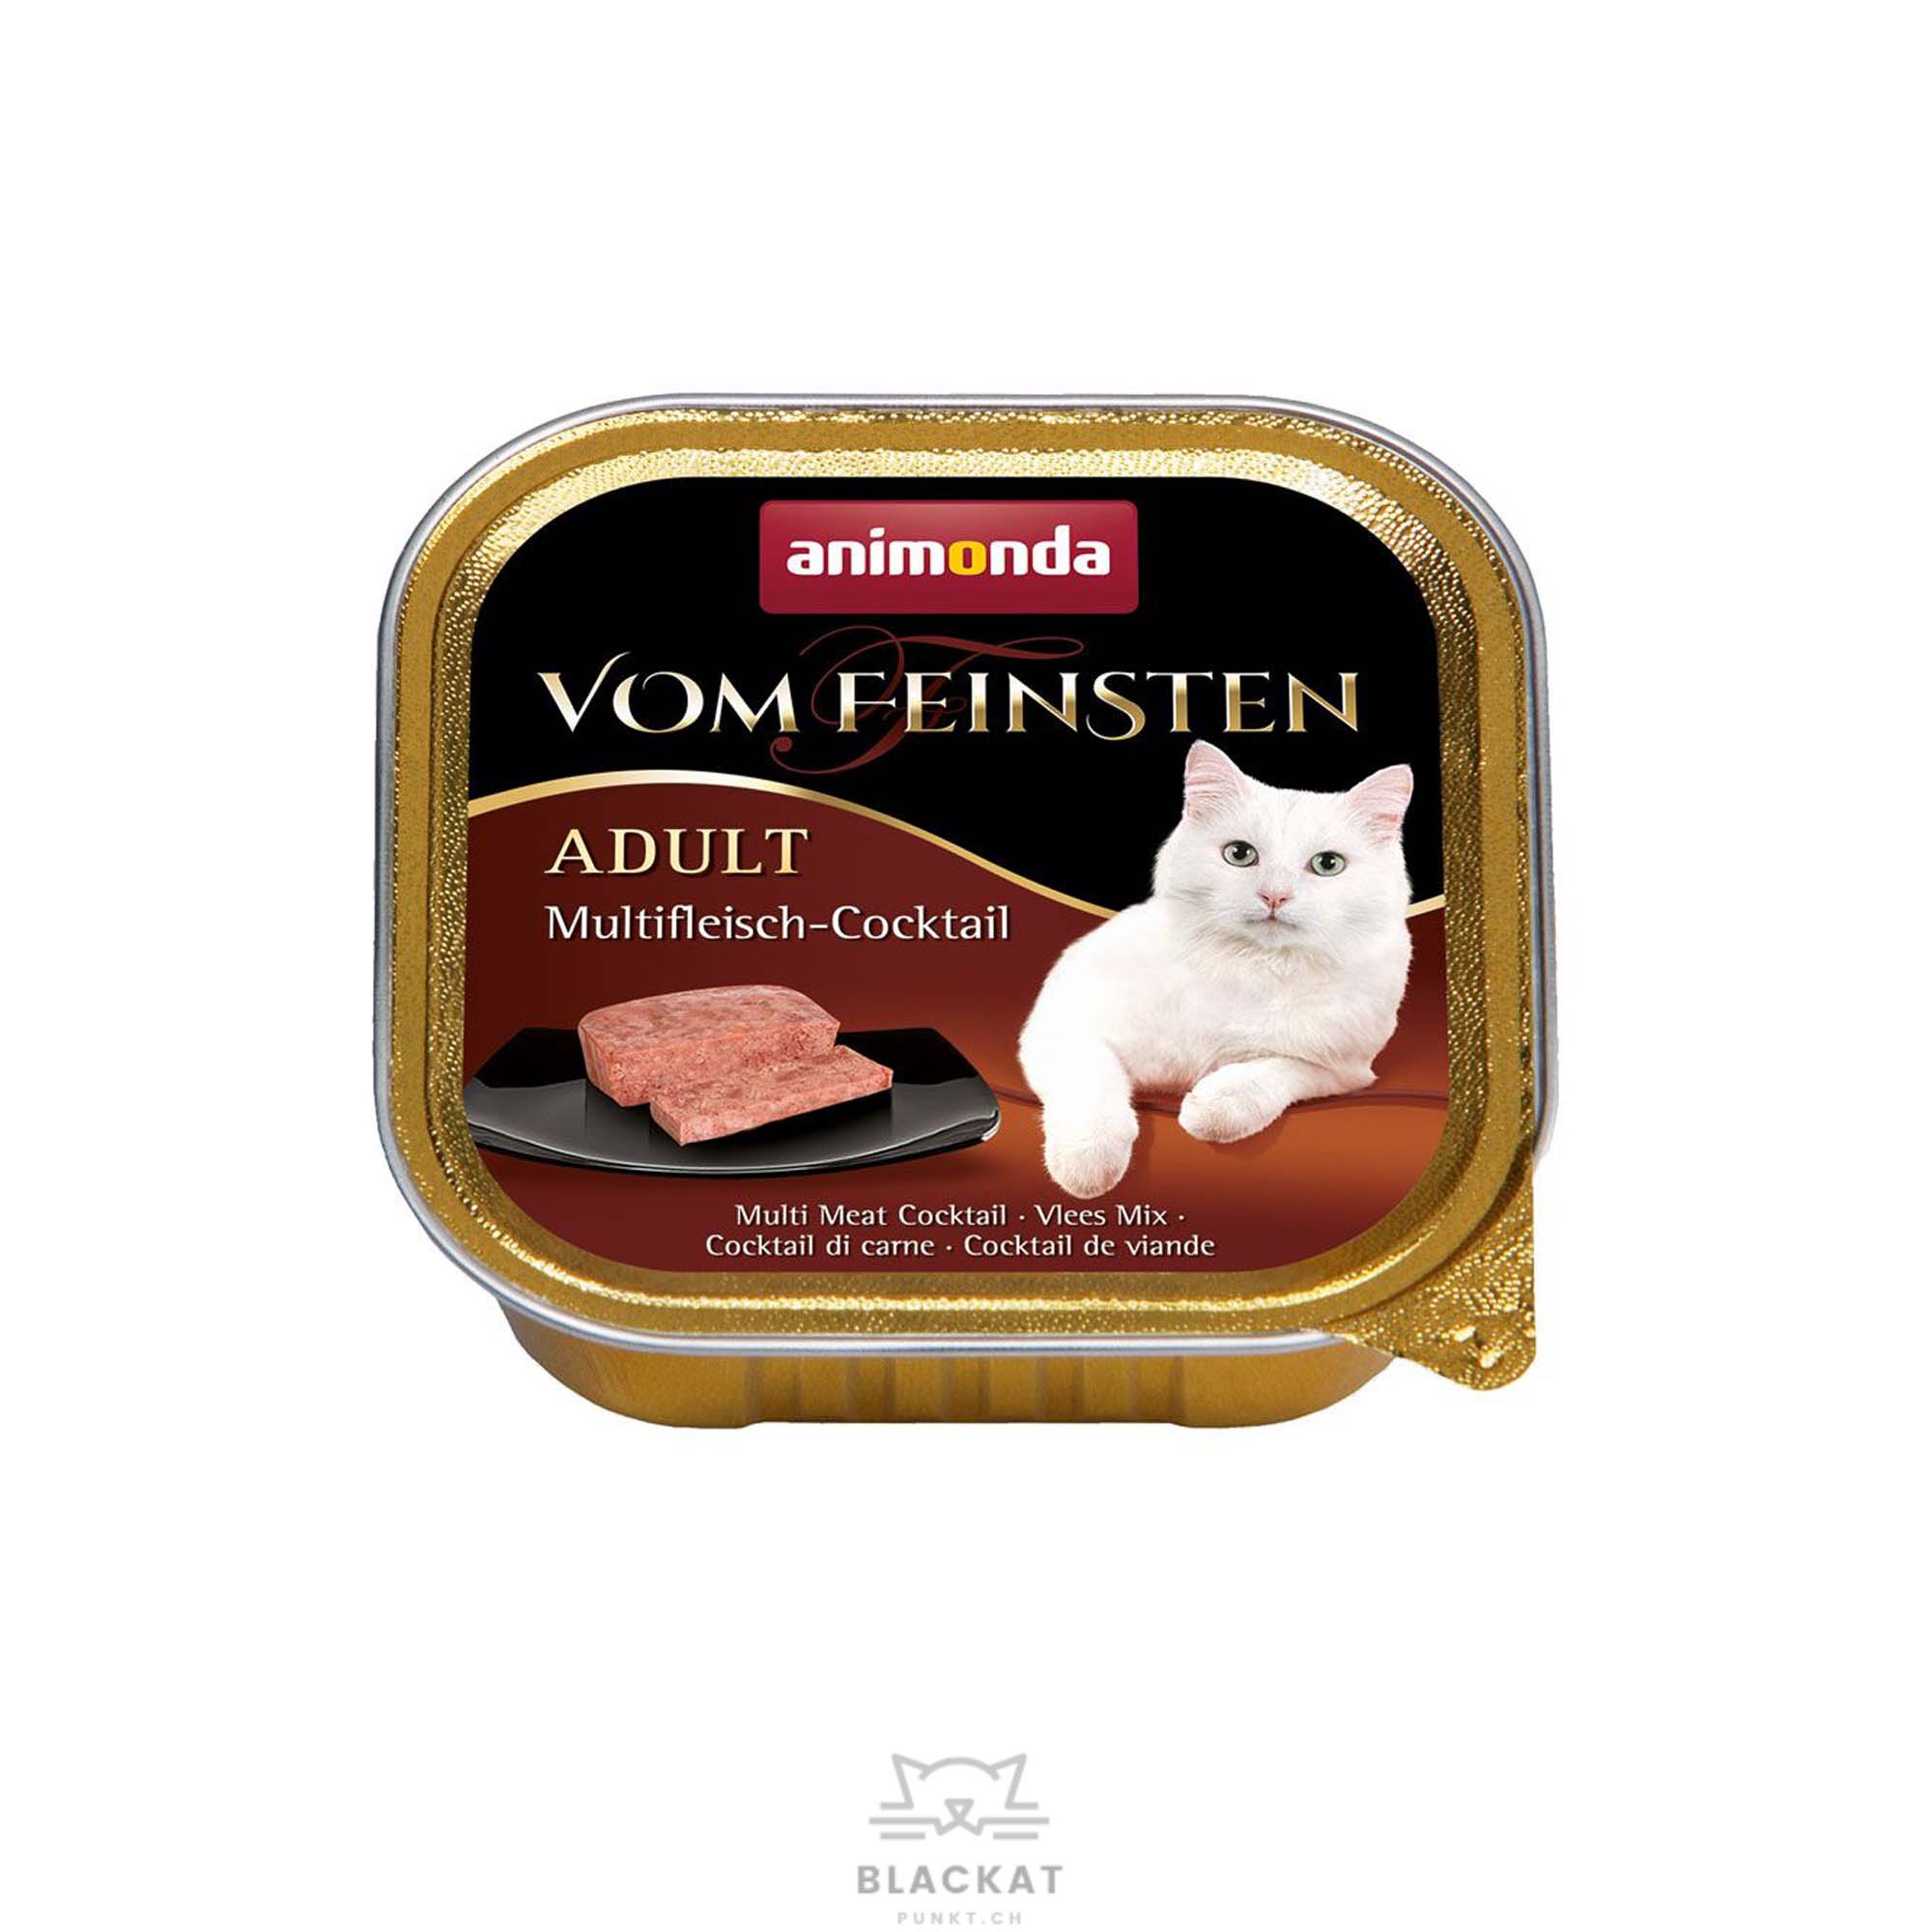 animonda
VOM FEINSTEN
ADULT
Multifleisch-Cocktail
Multi Meat Cocktail · Vlees Mix ·
Cocktail di carne · Cocktail de viande
BLACKAT
PUNKT.CH